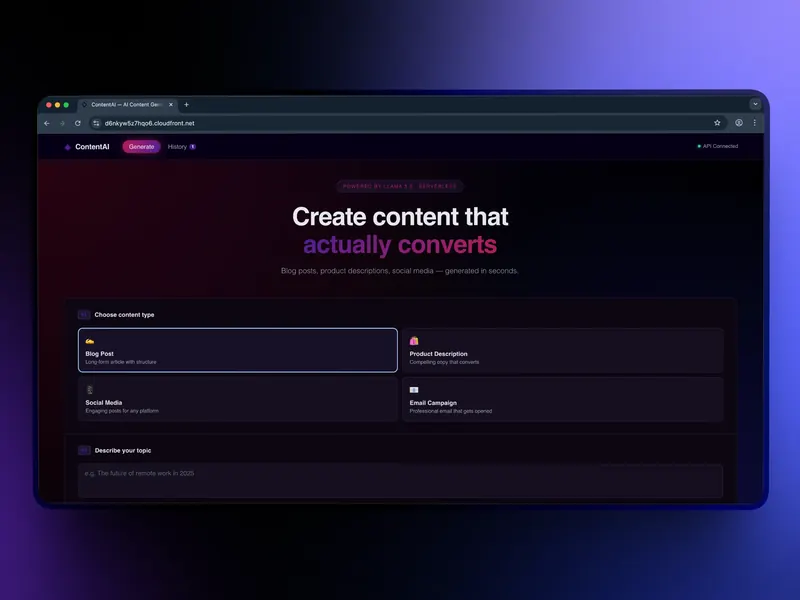 ContentAI — AI Content Gen
d6nkyw5z7hqo6.cloudfront.net
ContentAI
Generate
History 1
API Connected
POWERED BY LLAMA 3.3 · SERVERLESS
Create content that
actually converts
Blog posts, product descriptions, social media — generated in seconds.
Choose content type
Blog Post
Long-form article with structure
Product Description
Compelling copy that converts
Social Media
Engaging posts for any platform
Email Campaign
Professional email that gets opened
Describe your topic
e.g. The future of remote work in 2025